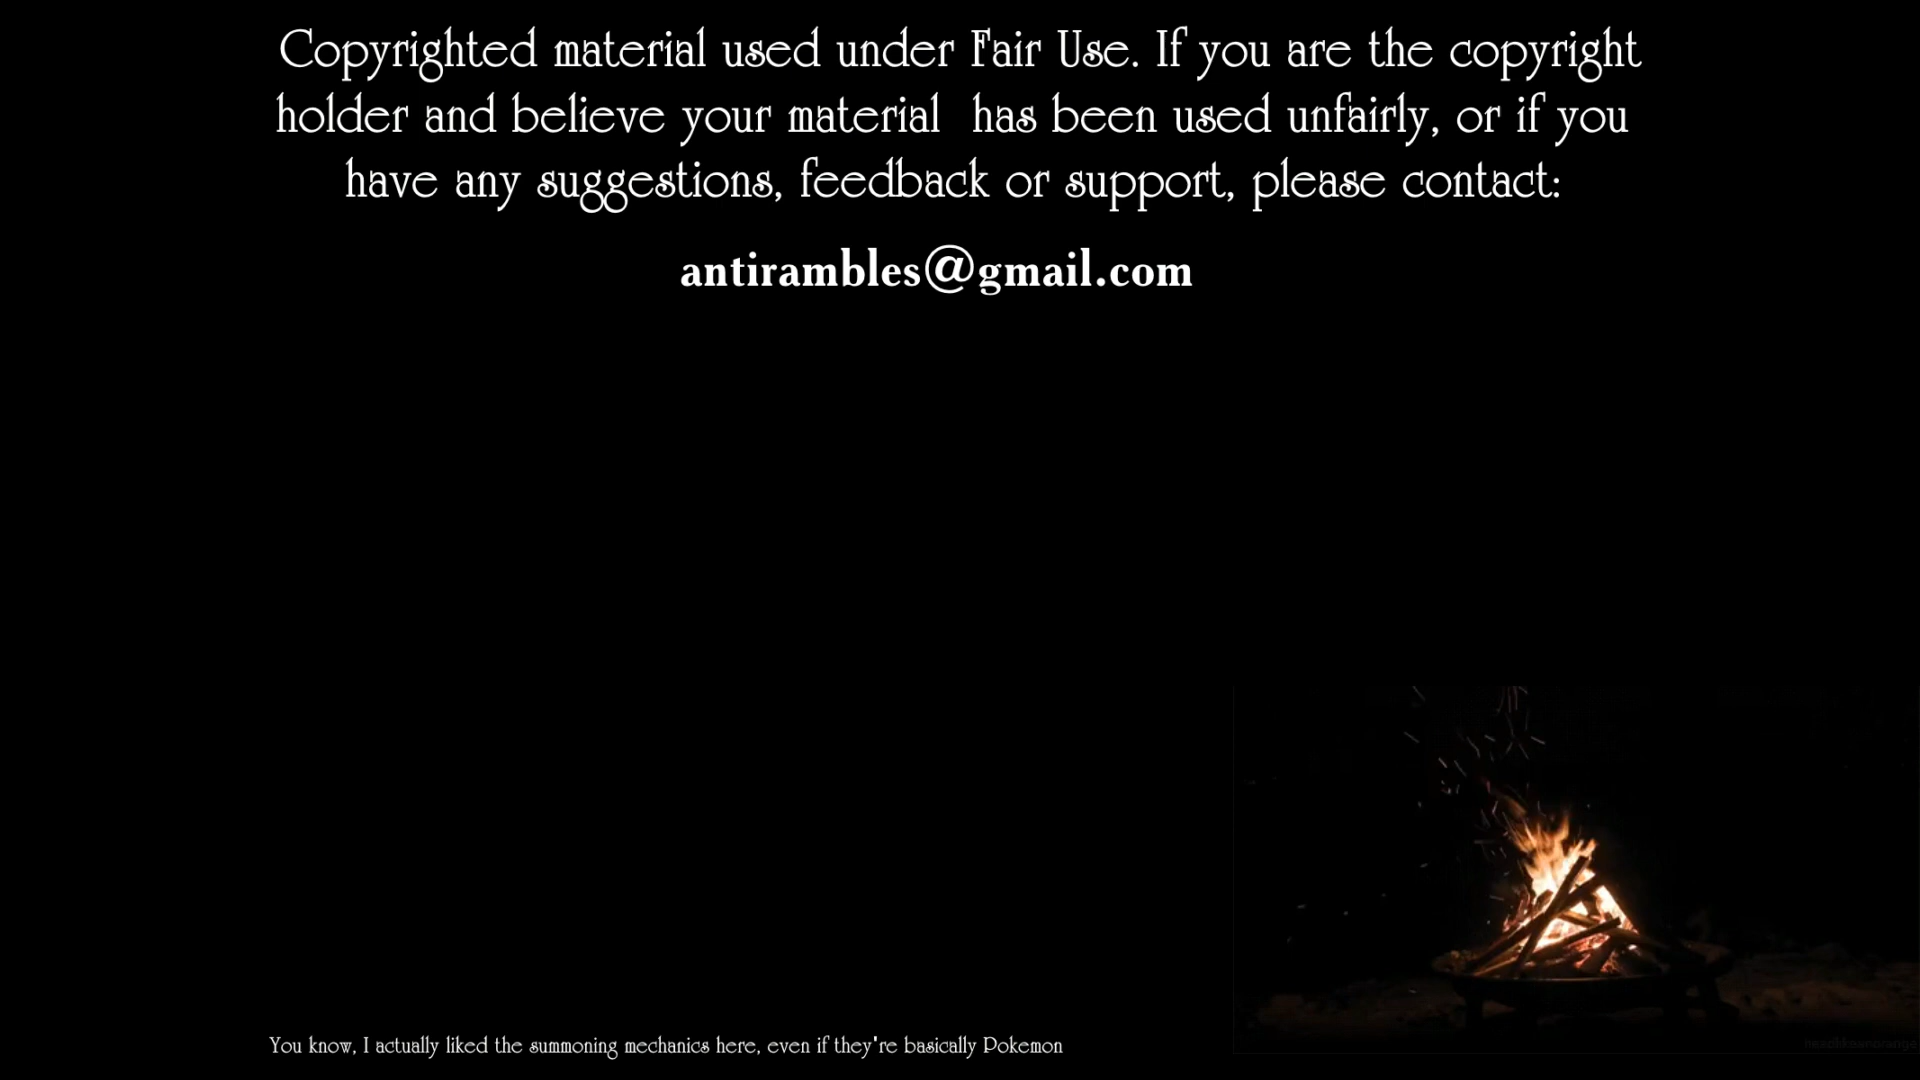 Copyrighted material used under Fair Use. If you are the copyright
holder and believe your material has been used unfairly, or if you
have any suggestions, feedback or support, please contact:
antirambles@gmail.com
You know, I actually liked the summoning mechanics here, even if they're basically Pokemon